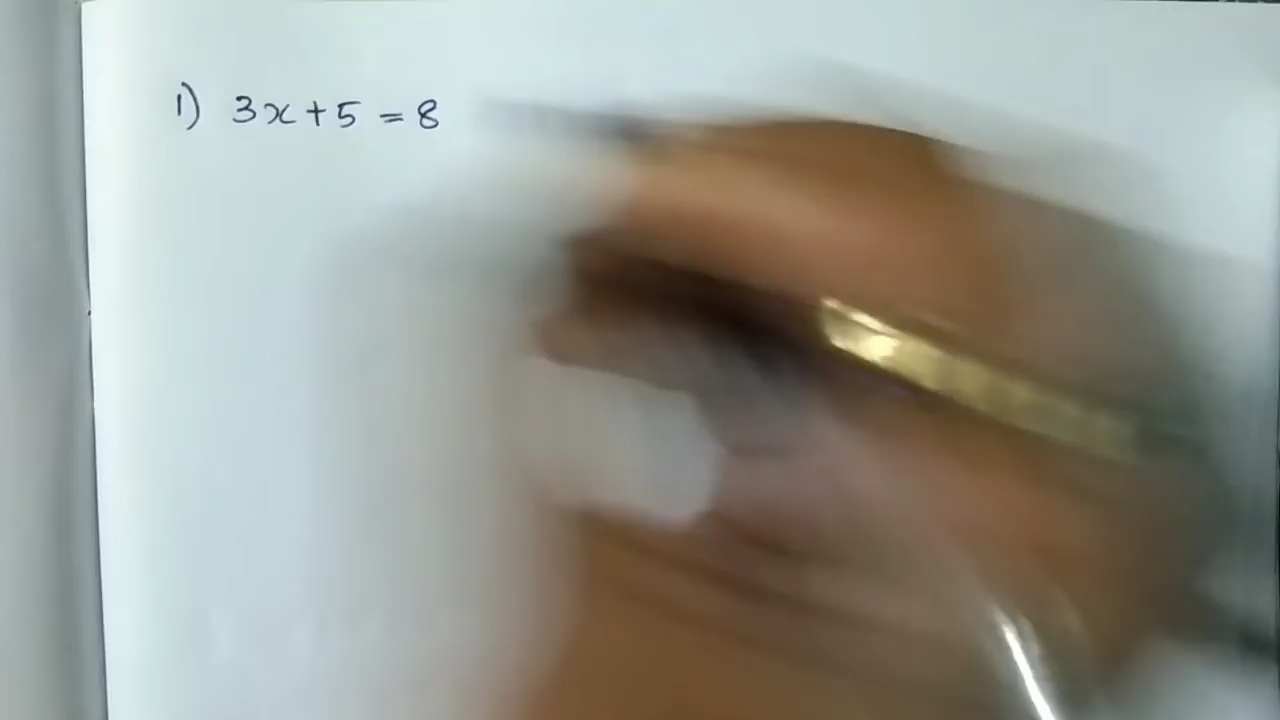 1) 3x+5 = 8